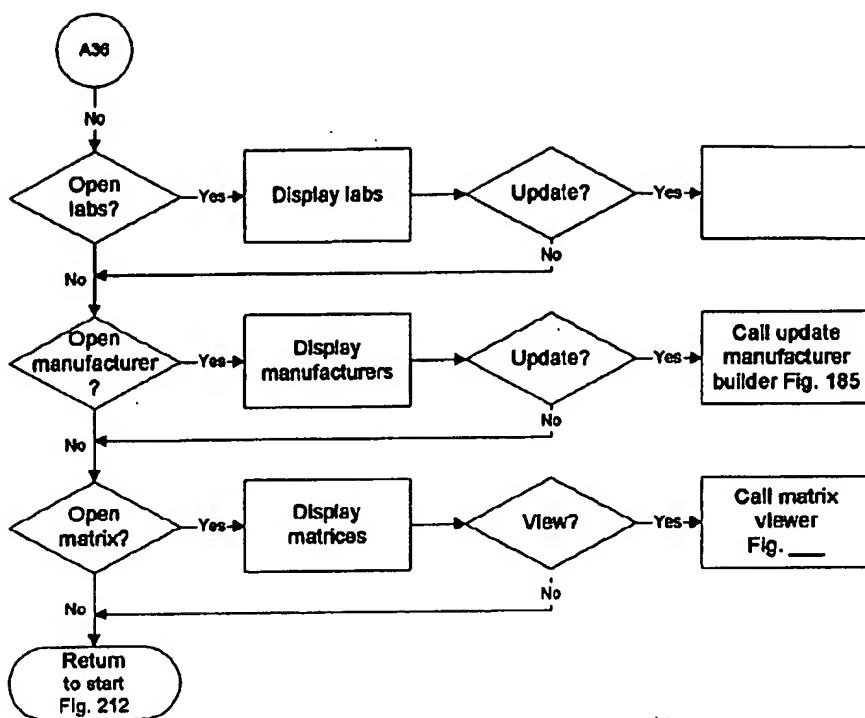 A36
No
Open
labs?
Yes
Display labs
Update?
Yes
No
No
Open
manufacturer
?
Yes
Display
manufacturers
Update?
Yes
Call update
manufacturer
builder Fig. 185
No
No
Open
matrix?
Yes
Display
matrices
View?
Yes
Call matrix
viewer
Fig. ___
No
No
Return
to start
Fig. 212